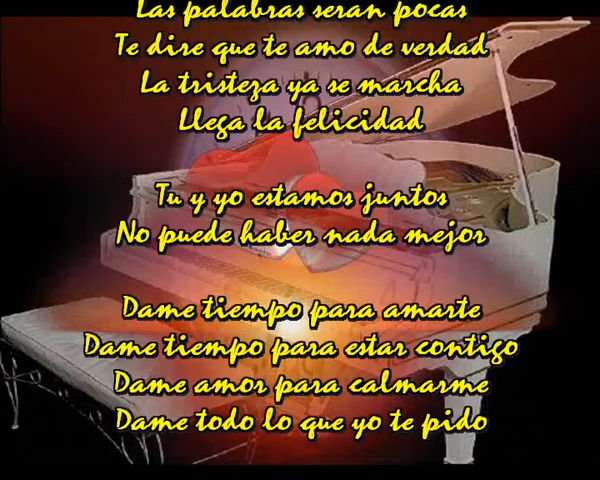 Las palabras seran pocas
Te dire que te amo de verdad
La tristeza ya se marcha
Llega la felicidad
Tu y yo estamos juntos
No puede haber nada mejor
Dame tiempo para amarte
Dame tiempo para estar contigo
Dame amor para calmarme
Dame todo lo que yo te pido